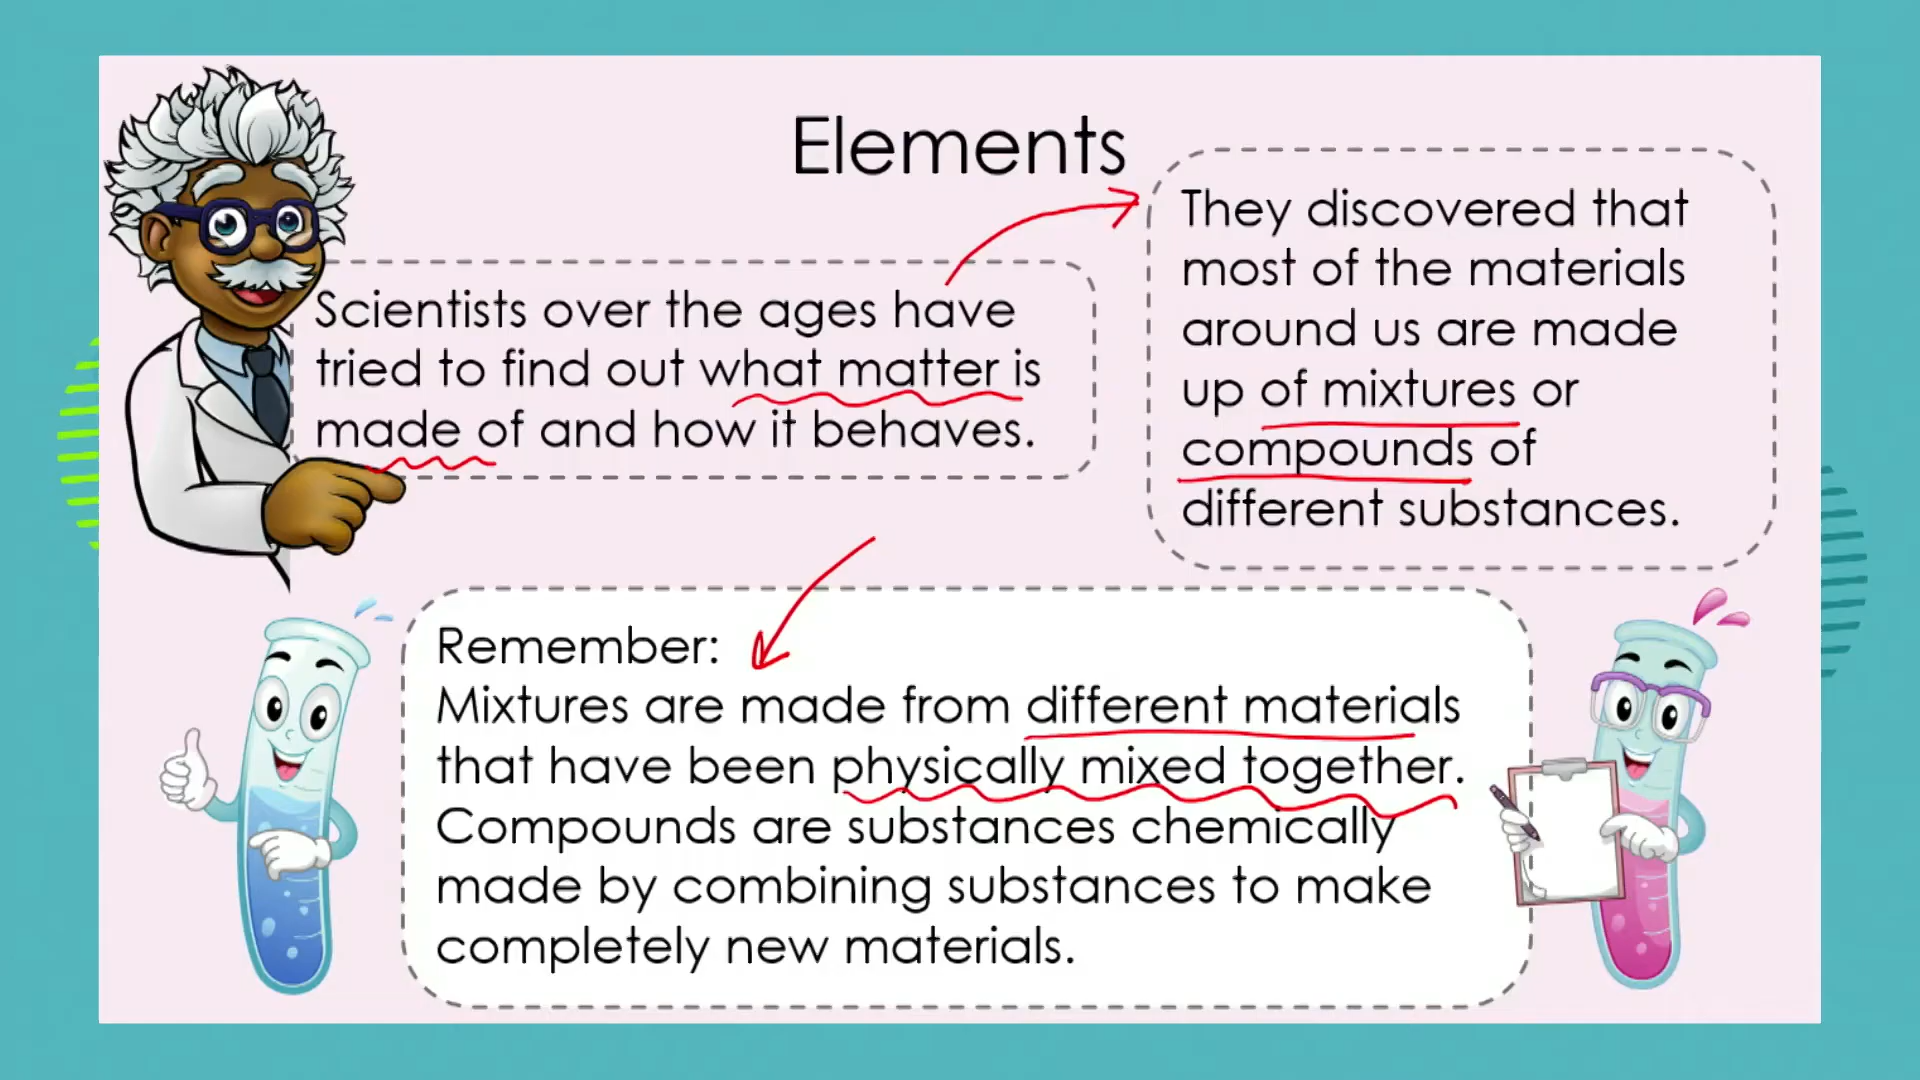 Elements
Scientists over the ages have
tried to find out what matter is
made of and how it behaves.
They discovered that
most of the materials
around us are made
up of mixtures or
compounds of
different substances.
Remember:
Mixtures are made from different materials
that have been physically mixed together.
Compounds are substances chemically
made by combining substances to make
completely new materials.